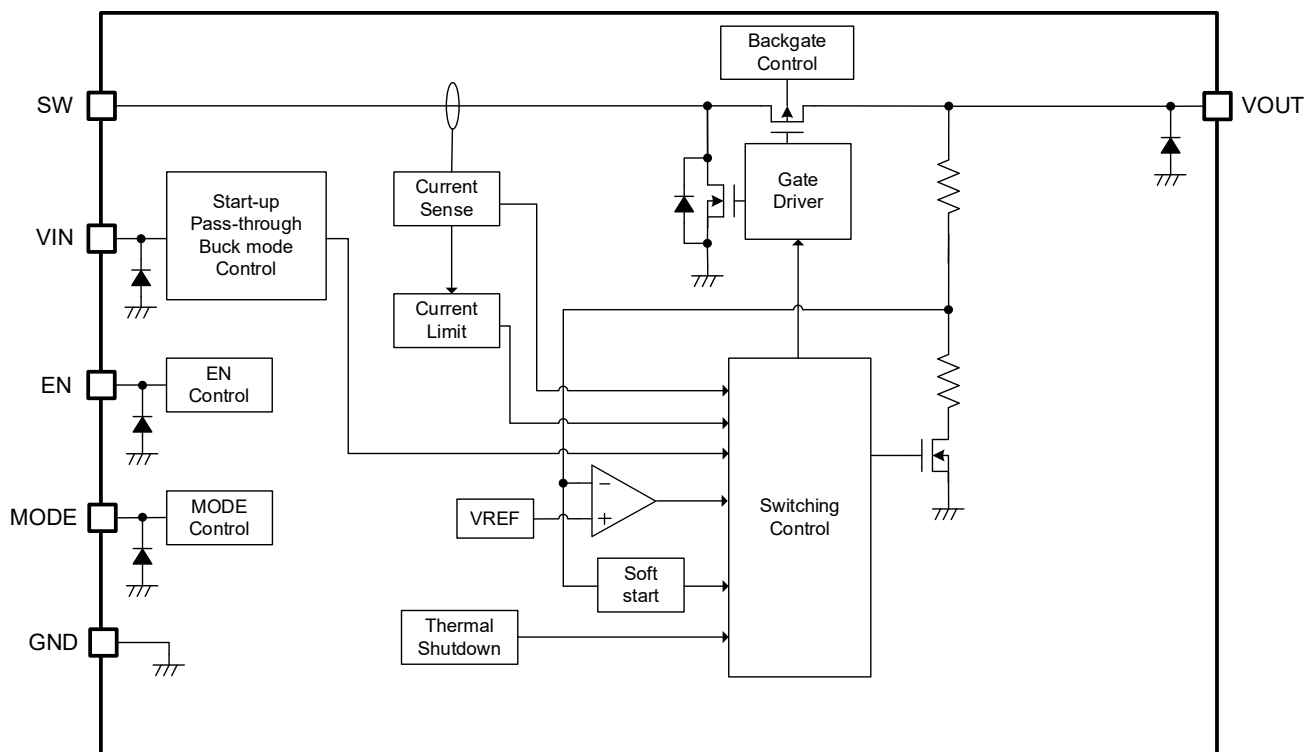 Backgate
Control
SW
VOUT
Current
Sense
Gate
Driver
Start-up
Pass-through
Buck mode
Control
VIN
Current
Limit
EN
EN
Control
MODE
MODE
Control
VREF
−
+
Switching
Control
Soft
start
Thermal
Shutdown
GND